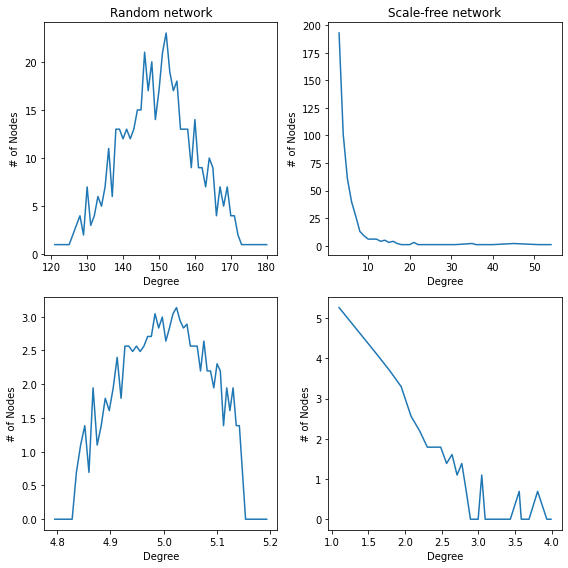 Random network
20
15
10
5
0
# of Nodes
120 130 140 150 160 170 180
Degree
Scale-free network
200
175
150
125
100
75
50
25
0
# of Nodes
10 20 30 40 50
Degree
3.0
2.5
2.0
1.5
1.0
0.5
0.0
# of Nodes
4.8 4.9 5.0 5.1 5.2
Degree
5
4
3
2
1
0
# of Nodes
1.0 1.5 2.0 2.5 3.0 3.5 4.0
Degree